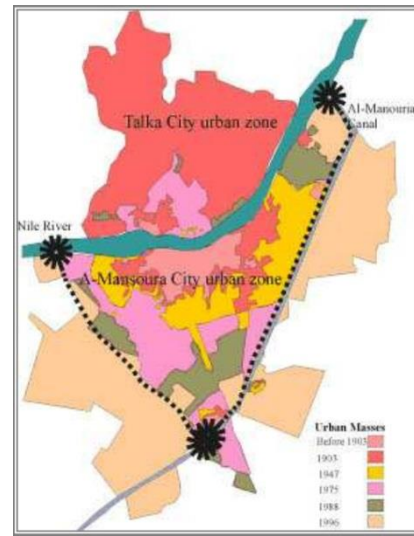 Talka City urban zone
Al-Manouria
Canal
Nile River
A-Mansoura City urban zone
Urban Masses
Before 1903
1903
1947
1975
1988
1996